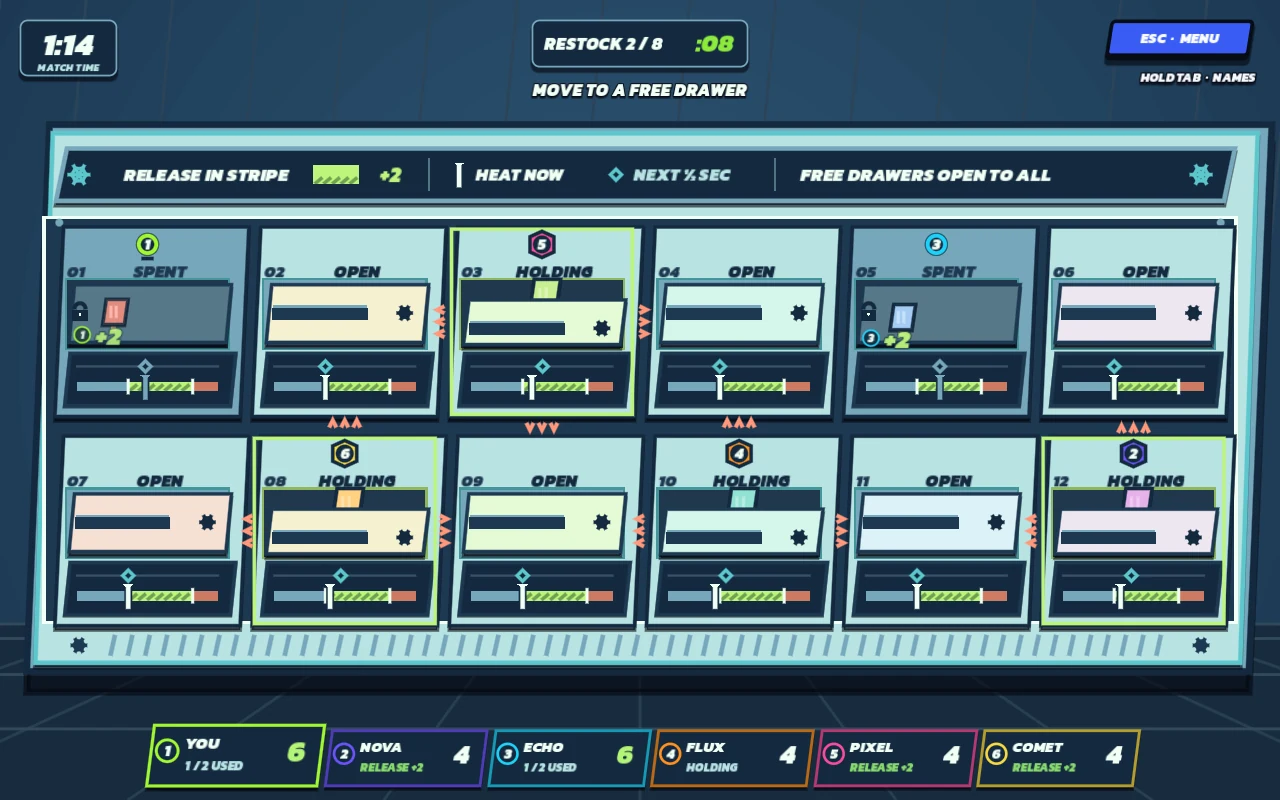 1:14
MATCH TIME
RESTOCK 2 / 8 :08
MOVE TO A FREE DRAWER
ESC · MENU
HOLD TAB · NAMES
RELEASE IN STRIPE +2 HEAT NOW NEXT ½ SEC FREE DRAWERS OPEN TO ALL
1
01 SPENT
1 +2
02 OPEN
5
03 HOLDING
04 OPEN
3
05 SPENT
3 +2
06 OPEN
07 OPEN
6
08 HOLDING
09 OPEN
4
10 HOLDING
11 OPEN
2
12 HOLDING
1 YOU 6
1 / 2 USED
2 NOVA 4
RELEASE +2
3 ECHO 6
1 / 2 USED
4 FLUX 4
HOLDING
5 PIXEL 4
RELEASE +2
6 COMET 4
RELEASE +2